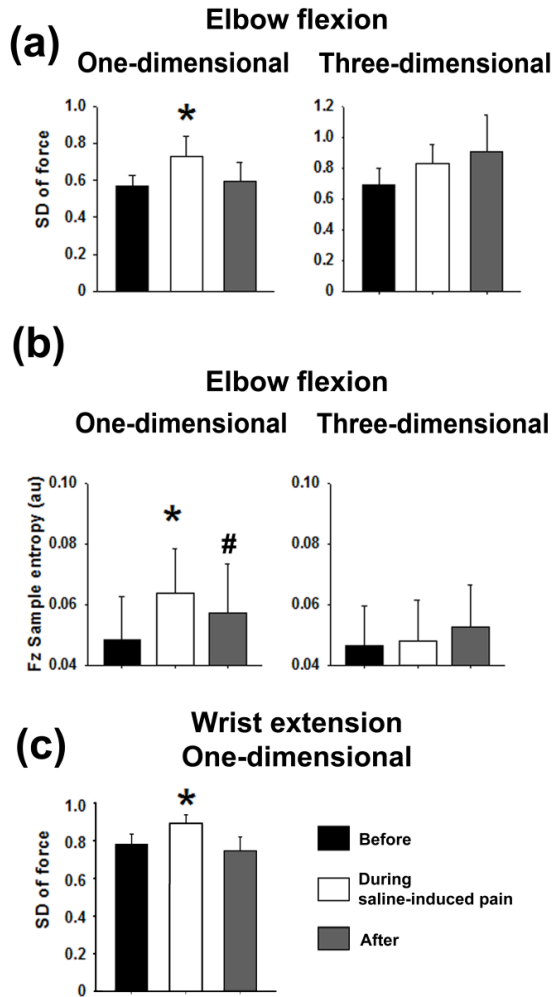 (a)
Elbow flexion
One-dimensional
Three-dimensional
SD of force
1.0
0.8
0.6
0.4
0.2
0
*
1.2
1.0
0.8
0.6
0.4
0.2
0
(b)
Elbow flexion
One-dimensional
Three-dimensional
Fz Sample entropy (au)
0.10
0.08
0.06
0.04
*
#
0.10
0.08
0.06
0.04
(c)
Wrist extension
One-dimensional
SD of force
1.0
0.8
0.6
0.4
0.2
0
*
Before
During
saline-induced pain
After